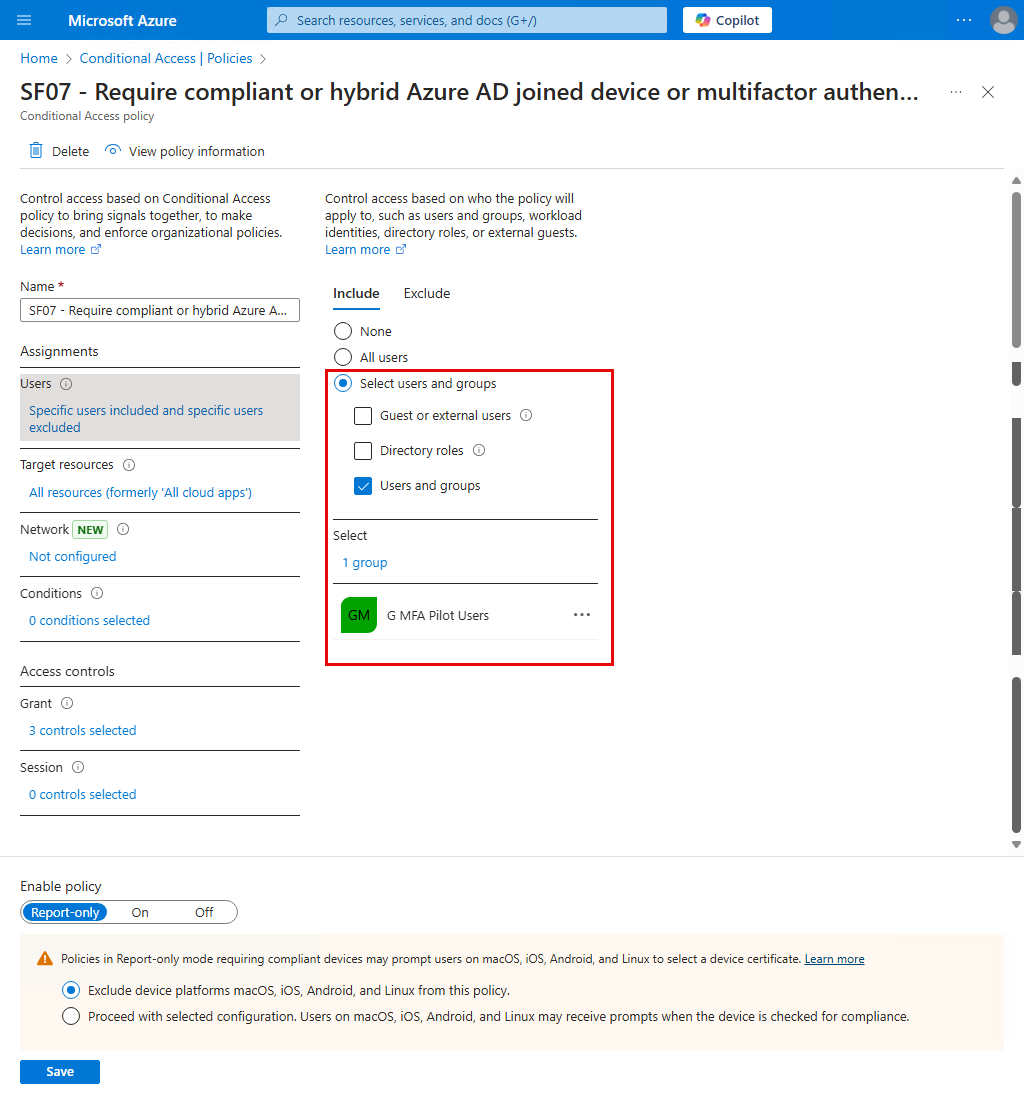 Microsoft Azure
Search resources, services, and docs (G+/)
Copilot
Home > Conditional Access | Policies >
SF07 - Require compliant or hybrid Azure AD joined device or multifactor authen...
Conditional Access policy
Delete
View policy information
Control access based on Conditional Access
policy to bring signals together, to make
decisions, and enforce organizational policies.
Learn more
Name *
SF07 - Require compliant or hybrid Azure A...
Assignments
Users
Specific users included and specific users
excluded
Target resources
All resources (formerly 'All cloud apps')
Network NEW
Not configured
Conditions
0 conditions selected
Access controls
Grant
3 controls selected
Session
0 controls selected
Control access based on who the policy will
apply to, such as users and groups, workload
identities, directory roles, or external guests.
Learn more
Include Exclude
None
All users
Select users and groups
Guest or external users
Directory roles
Users and groups
Select
1 group
GM G MFA Pilot Users
Enable policy
Report-only On Off
Policies in Report-only mode requiring compliant devices may prompt users on macOS, iOS, Android, and Linux to select a device certificate. Learn more
Exclude device platforms macOS, iOS, Android, and Linux from this policy.
Proceed with selected configuration. Users on macOS, iOS, Android, and Linux may receive prompts when the device is checked for compliance.
Save